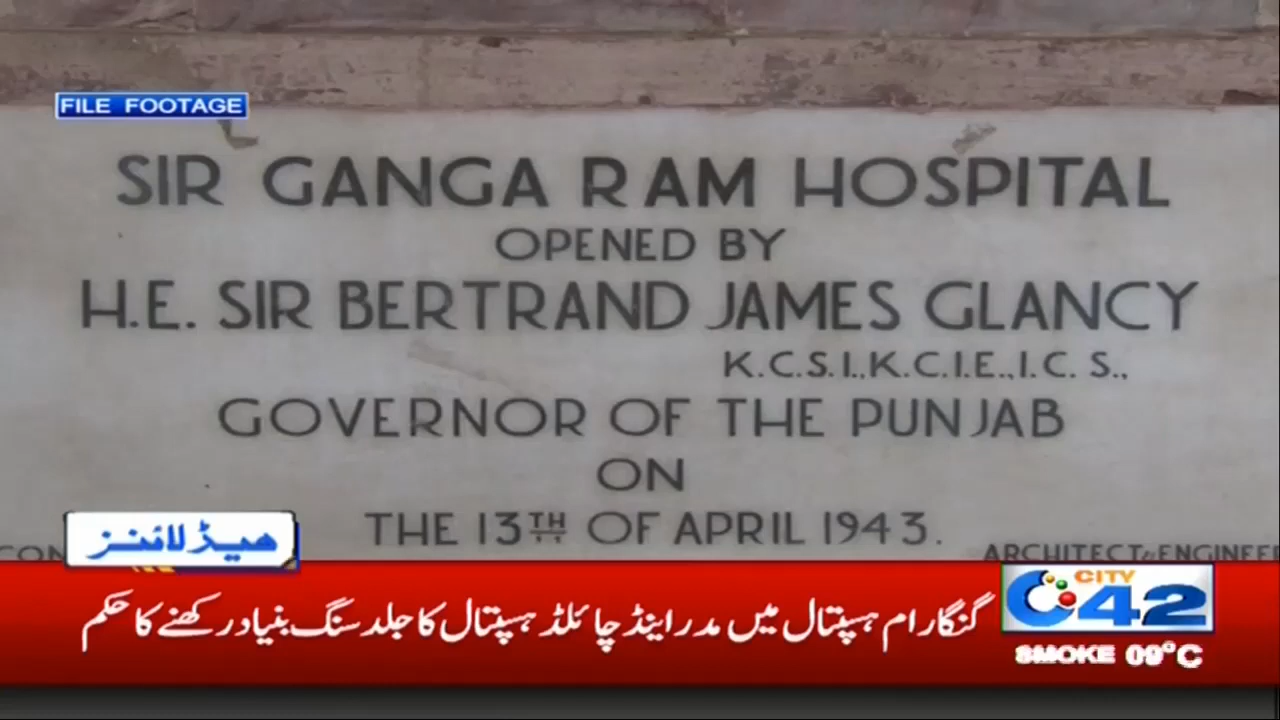 FILE FOOTAGE
SIR GANGA RAM HOSPITAL
OPENED BY
H.E. SIR BERTRAND JAMES GLANCY
K.C.S.I.,K.C.I.E.,I.C.S.,
GOVERNOR OF THE PUNJAB
ON
THE 13TH OF APRIL 1943.
ARCHITECT & ENGINEER
ہیڈلائنز
گنگارام ہسپتال میں مدر اینڈ چائلڈ ہسپتال کا جلد سنگ بنیاد رکھنے کا حکم
CITY
42
SMOKE 09°C